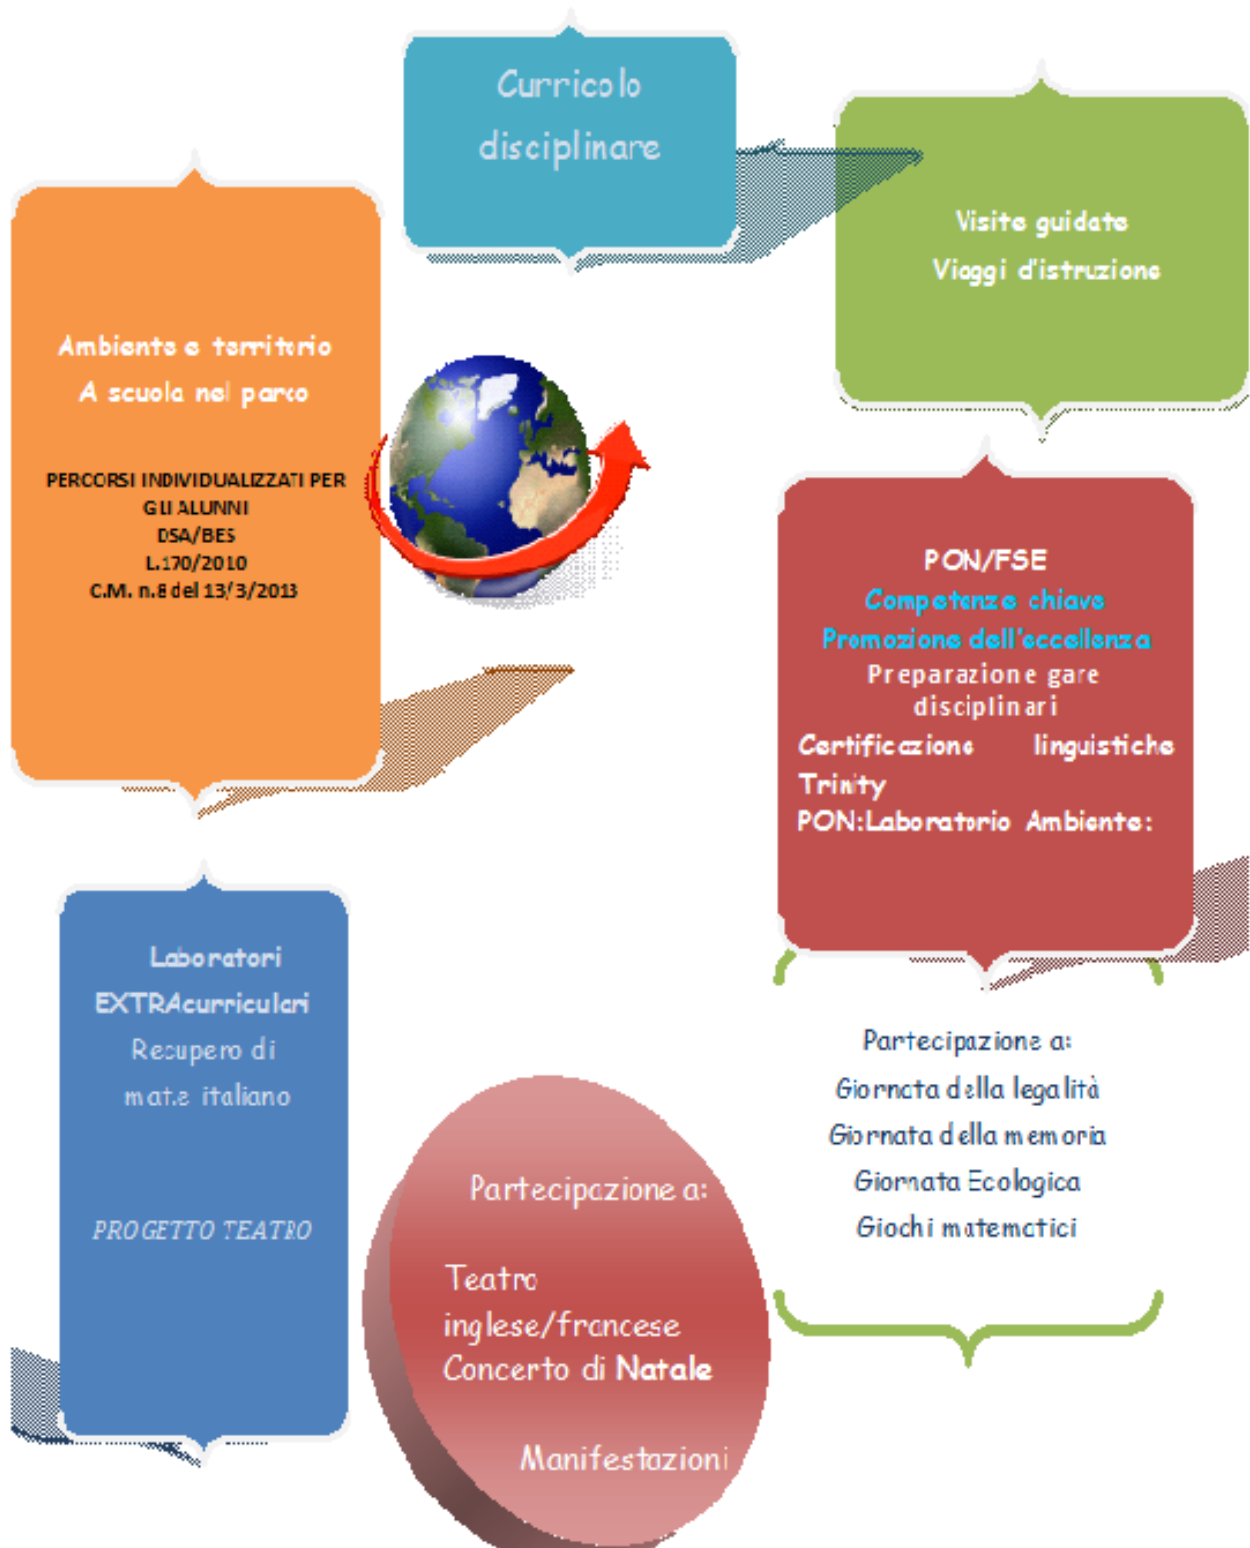 Curricolo
disciplinare
Visite guidate
Viaggi d'istruzione
Ambiente e territorio
A scuola nel parco
PERCORSI INDIVIDUALIZZATI PER
GLI ALUNNI
DSA/BES
L.170/2010
C.M. n.8 del 13/3/2013
PON/FSE
Competenze chiave
Promozione dell'eccellenza
Preparazione gare
disciplinari
Certificazione linguistiche
Trinity
PON:Laboratorio Ambiente:
Laboratori
EXTRAcurriculari
Recupero di
mat.e italiano
PROGETTO TEATRO
Partecipazione a:
Giornata della legalità
Giornata della memoria
Giornata Ecologica
Giochi matematici
Partecipazione a:
Teatro
inglese/francese
Concerto di Natale
Manifestazioni